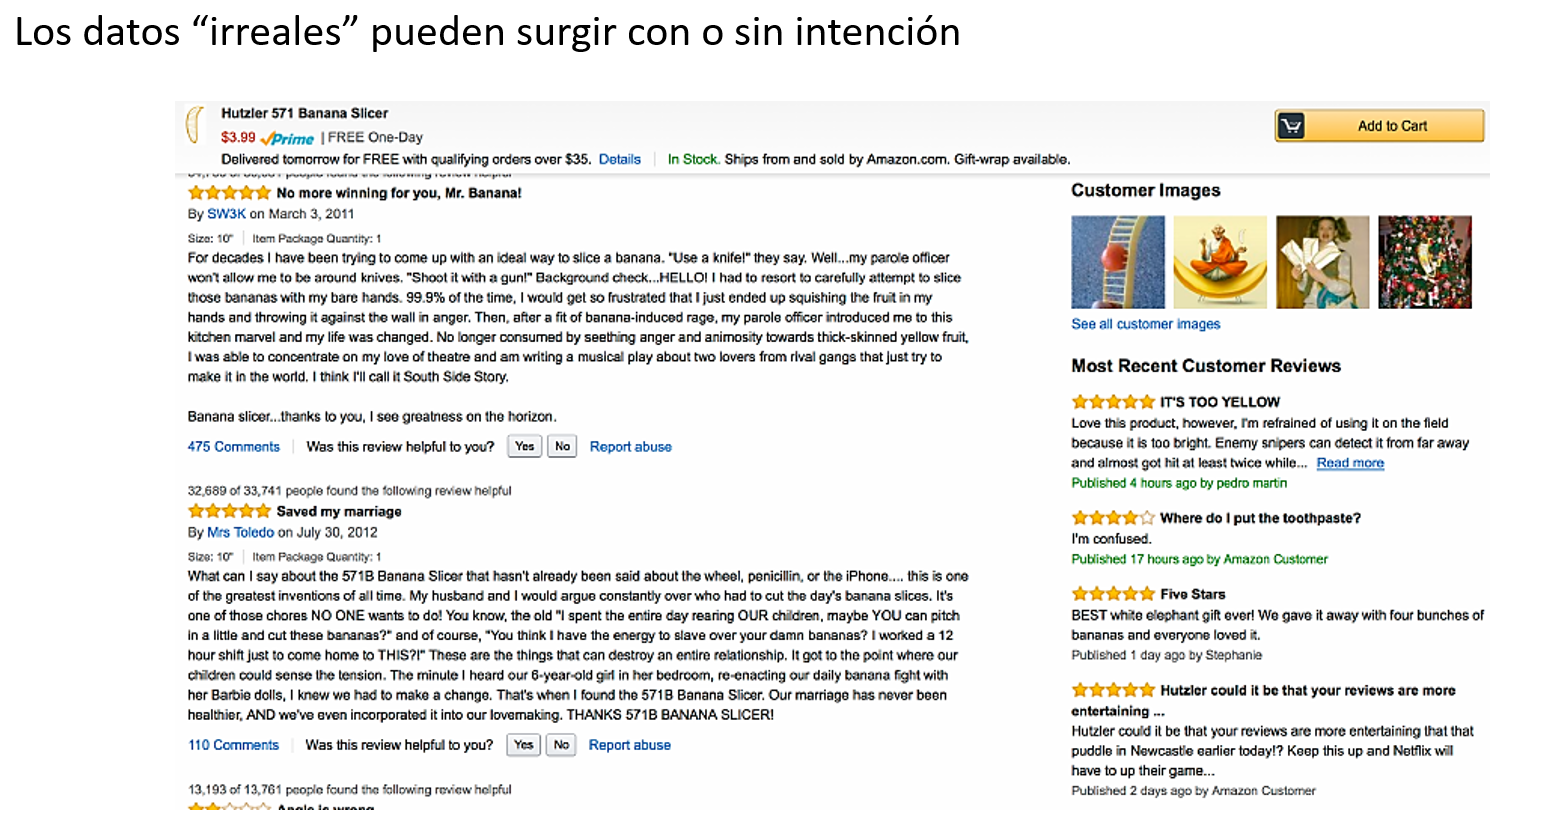 Los datos “irreales” pueden surgir con o sin intención
Hutzler 571 Banana Slicer
$3.99 Prime | FREE One-Day
Delivered tomorrow for FREE with qualifying orders over $35. Details | In Stock. Ships from and sold by Amazon.com. Gift-wrap available.
Add to Cart
people found the following review helpful
No more winning for you, Mr. Banana!
By SW3K on March 3, 2011
Size: 10" | Item Package Quantity: 1
For decades I have been trying to come up with an ideal way to slice a banana. "Use a knife!" they say. Well...my parole officer
won't allow me to be around knives. "Shoot it with a gun!" Background check...HELLO! I had to resort to carefully attempt to slice
those bananas with my bare hands. 99.9% of the time, I would get so frustrated that I just ended up squishing the fruit in my
hands and throwing it against the wall in anger. Then, after a fit of banana-induced rage, my parole officer introduced me to this
kitchen marvel and my life was changed. No longer consumed by seething anger and animosity towards thick-skinned yellow fruit,
I was able to concentrate on my love of theatre and am writing a musical play about two lovers from rival gangs that just try to
make it in the world. I think I'll call it South Side Story.
Banana slicer...thanks to you, I see greatness on the horizon.
475 Comments | Was this review helpful to you? Yes No Report abuse
32,689 of 33,741 people found the following review helpful
Saved my marriage
By Mrs Toledo on July 30, 2012
Size: 10" | Item Package Quantity: 1
What can I say about the 571B Banana Slicer that hasn't already been said about the wheel, penicillin, or the iPhone.... this is one
of the greatest inventions of all time. My husband and I would argue constantly over who had to cut the day's banana slices. It's
one of those chores NO ONE wants to do! You know, the old "I spent the entire day rearing OUR children, maybe YOU can pitch
in a little and cut these bananas?" and of course, "You think I have the energy to slave over your damn bananas? I worked a 12
hour shift just to come home to THIS?!" These are the things that can destroy an entire relationship. It got to the point where our
children could sense the tension. The minute I heard our 6-year-old girl in her bedroom, re-enacting our daily banana fight with
her Barbie dolls, I knew we had to make a change. That's when I found the 571B Banana Slicer. Our marriage has never been
healthier, AND we've even incorporated it into our lovemaking. THANKS 571B BANANA SLICER!
110 Comments | Was this review helpful to you? Yes No Report abuse
13,193 of 13,761 people found the following review helpful
Angle is wrong
Customer Images
See all customer images
Most Recent Customer Reviews
IT'S TOO YELLOW
Love this product, however, I'm refrained of using it on the field
because it is too bright. Enemy snipers can detect it from far away
and almost got hit at least twice while... Read more
Published 4 hours ago by pedro martin
Where do I put the toothpaste?
I'm confused.
Published 17 hours ago by Amazon Customer
Five Stars
BEST white elephant gift ever! We gave it away with four bunches of
bananas and everyone loved it.
Published 1 day ago by Stephanie
Hutzler could it be that your reviews are more
entertaining ...
Hutzler could it be that your reviews are more entertaining that that
puddle in Newcastle earlier today!? Keep this up and Netflix will
have to up their game...
Published 2 days ago by Amazon Customer